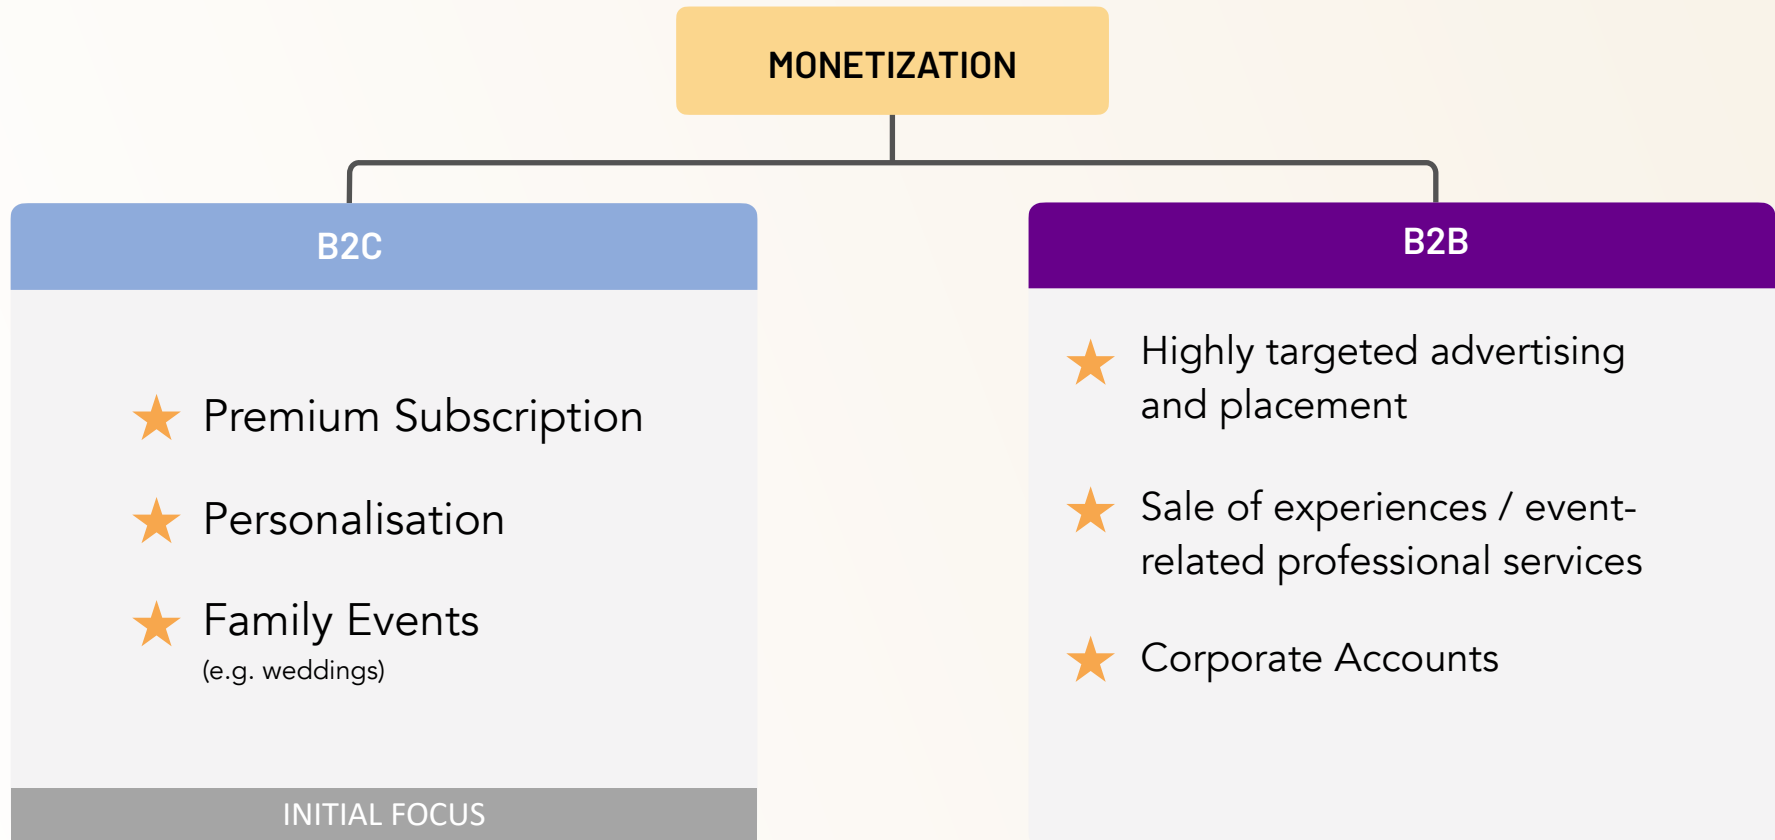 MONETIZATION
B2C
Premium Subscription
Personalisation
Family Events
(e.g. weddings)
INITIAL FOCUS
B2B
Highly targeted advertising
and placement
Sale of experiences / event-
related professional services
Corporate Accounts